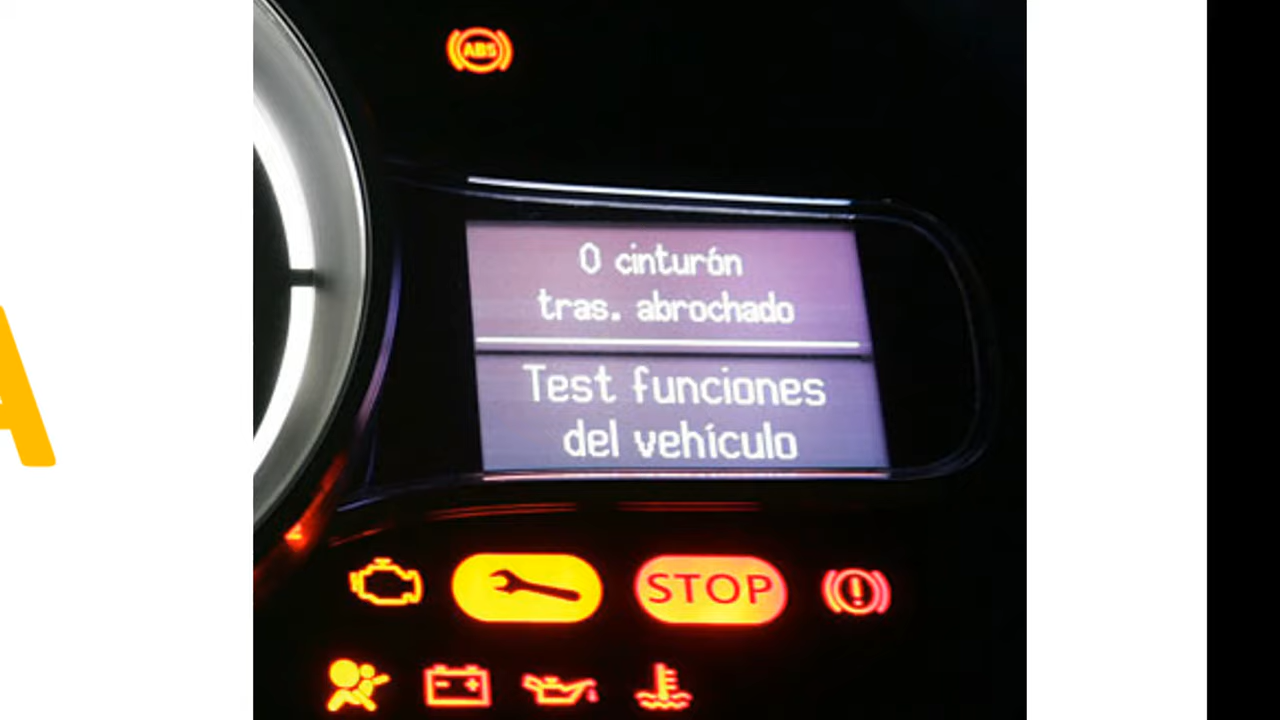 ABS
0 cinturón
tras. abrochado
Test funciones
del vehículo
STOP
A